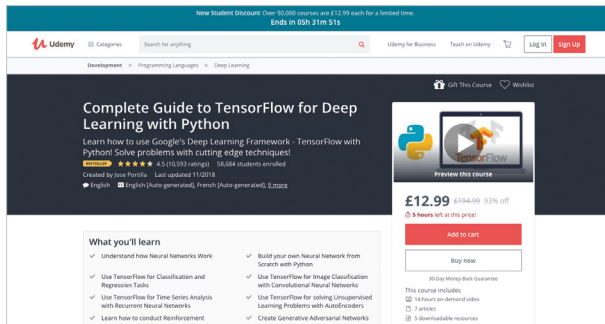 New Student Discount Over 50,000 courses are £12.99 each for a limited time.
Ends in 05h 31m 51s
Udemy Categories Search for anything Udemy for Business Teach on Udemy Log In Sign Up
Development > Programming Languages > Deep Learning
Gift This Course Wishlist
Complete Guide to TensorFlow for Deep
Learning with Python
Learn how to use Google's Deep Learning Framework - TensorFlow with
Python! Solve problems with cutting edge techniques!
BESTSELLER 4.5 (10,593 ratings) 58,684 students enrolled
Created by Jose Portilla Last updated 11/2018
English English [Auto-generated], French [Auto-generated], 9 more
TensorFlow
Preview this course
£12.99 £194.99 93% off
5 hours left at this price!
Add to cart
Buy now
30-Day Money-Back Guarantee
This course includes
14 hours on-demand video
7 articles
5 downloadable resources
What you'll learn
Understand how Neural Networks Work
Build your own Neural Network from
Scratch with Python
Use TensorFlow for Classification and
Regression Tasks
Use TensorFlow for Image Classification
with Convolutional Neural Networks
Use TensorFlow for Time Series Analysis
with Recurrent Neural Networks
Use TensorFlow for solving Unsupervised
Learning Problems with AutoEncoders
Learn how to conduct Reinforcement
Create Generative Adversarial Networks